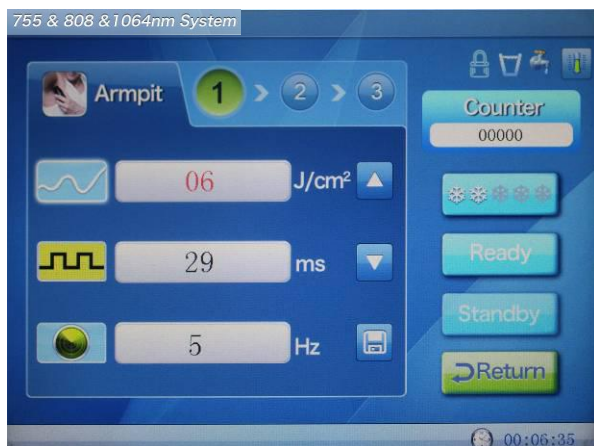 755 & 808 &1064nm System
Armpit
1 > 2 > 3
Counter
00000
06 J/cm²
29 ms
Ready
5 Hz
Standby
Return
00:06:35